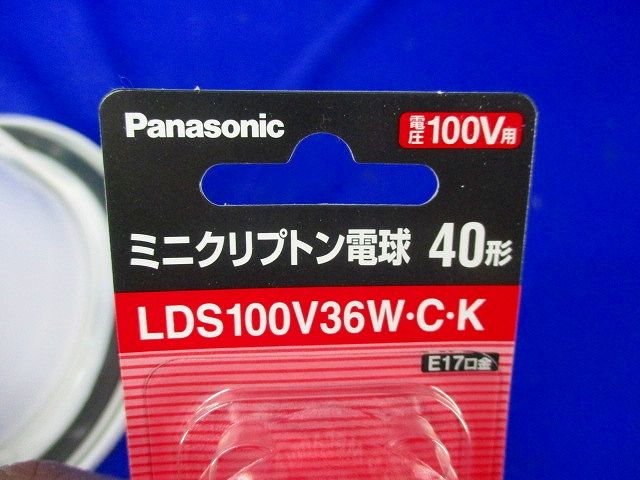 Panasonic
電圧100V用
ミニクリプトン電球 40形
LDS100V36W・C・K
E17口金